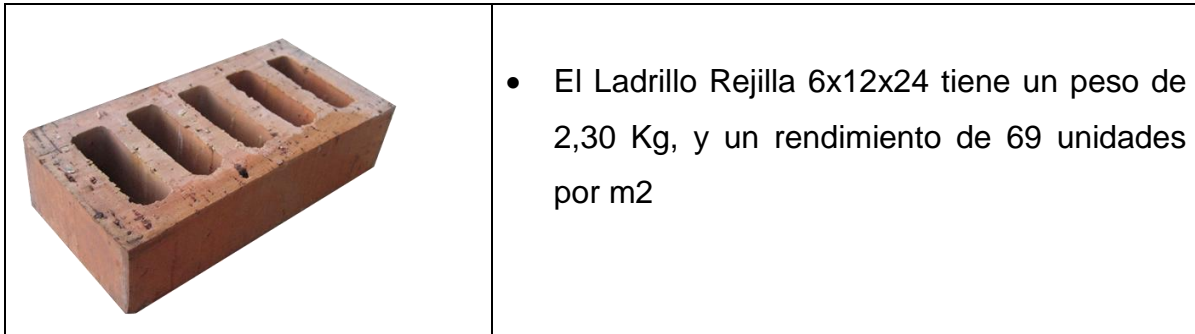 • El Ladrillo Rejilla 6x12x24 tiene un peso de
2,30 Kg, y un rendimiento de 69 unidades
por m2